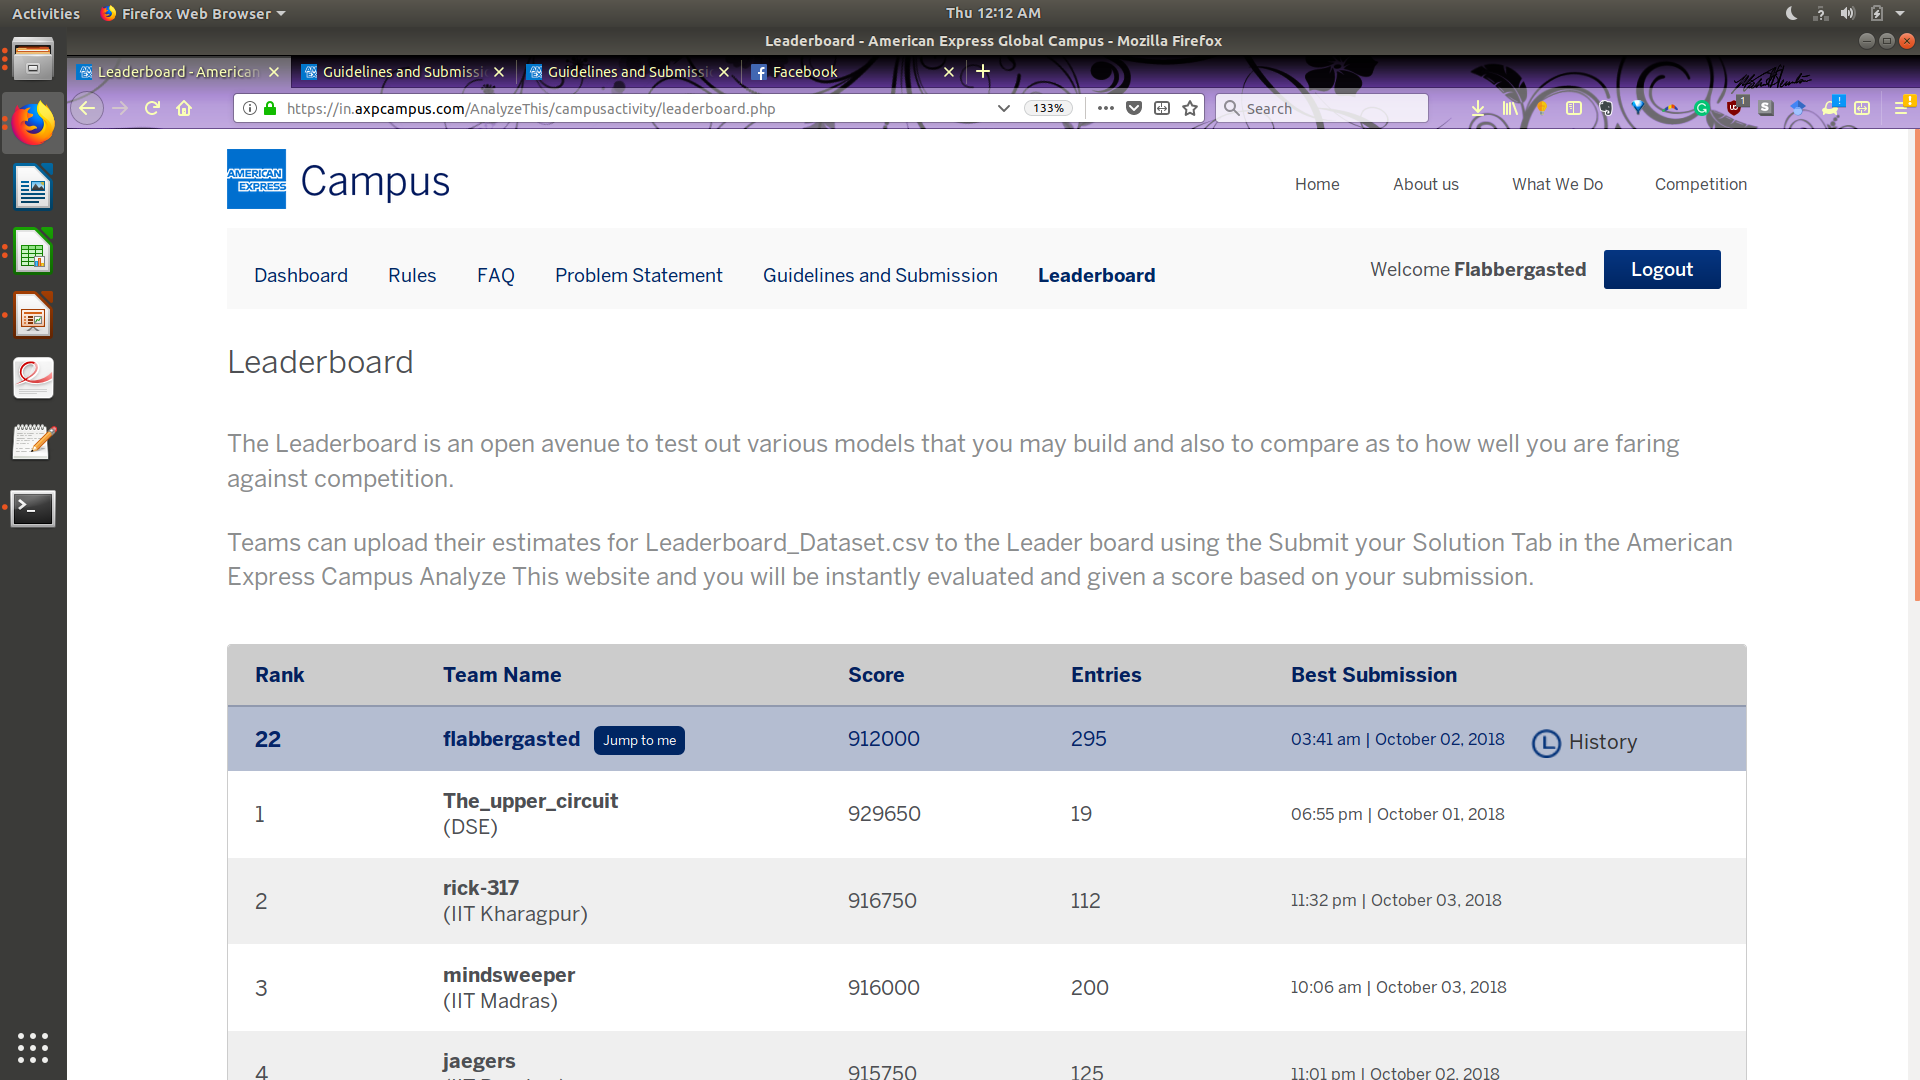 Activities
Firefox Web Browser
Thu 12:12 AM
Leaderboard - American Express Global Campus - Mozilla Firefox
Leaderboard - American
Guidelines and Submissi
Guidelines and Submissi
Facebook
https://in.axpcampus.com/AnalyzeThis/campusactivity/leaderboard.php
133%
Search
AMERICAN
EXPRESS
Campus
Home
About us
What We Do
Competition
Dashboard
Rules
FAQ
Problem Statement
Guidelines and Submission
Leaderboard
Welcome Flabbergasted
Logout
Leaderboard
The Leaderboard is an open avenue to test out various models that you may build and also to compare as to how well you are faring
against competition.
Teams can upload their estimates for Leaderboard_Dataset.csv to the Leader board using the Submit your Solution Tab in the American
Express Campus Analyze This website and you will be instantly evaluated and given a score based on your submission.
Rank Team Name Score Entries Best Submission
22 flabbergasted Jump to me 912000 295 03:41 am | October 02, 2018 History
1 The_upper_circuit (DSE) 929650 19 06:55 pm | October 01, 2018
2 rick-317 (IIT Kharagpur) 916750 112 11:32 pm | October 03, 2018
3 mindsweeper (IIT Madras) 916000 200 10:06 am | October 03, 2018
4 jaegers 915750 125 11:01 pm | October 02, 2018